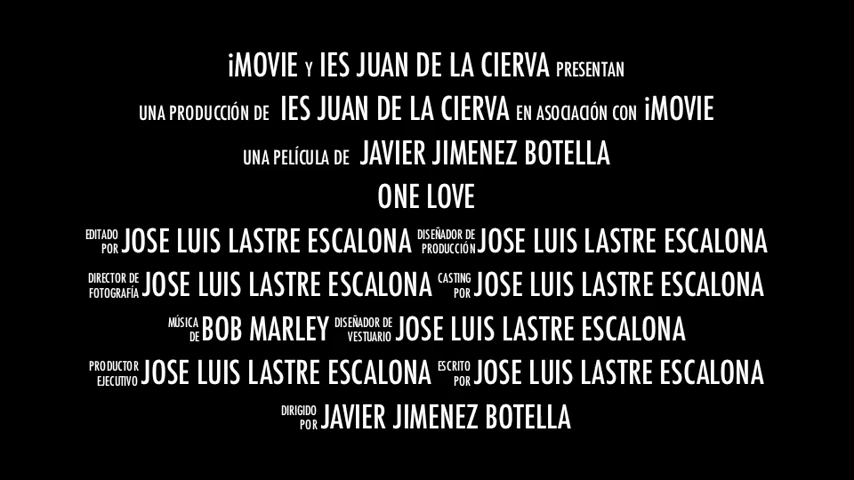 iMOVIE Y IES JUAN DE LA CIERVA PRESENTAN
UNA PRODUCCIÓN DE IES JUAN DE LA CIERVA EN ASOCIACIÓN CON iMOVIE
UNA PELÍCULA DE JAVIER JIMENEZ BOTELLA
ONE LOVE
EDITADO POR JOSE LUIS LASTRE ESCALONA DISEÑADOR DE PRODUCCIÓN JOSE LUIS LASTRE ESCALONA
DIRECTOR DE FOTOGRAFÍA JOSE LUIS LASTRE ESCALONA CASTING POR JOSE LUIS LASTRE ESCALONA
MÚSICA DE BOB MARLEY DISEÑADOR DE VESTUARIO JOSE LUIS LASTRE ESCALONA
PRODUCTOR EJECUTIVO JOSE LUIS LASTRE ESCALONA ESCRITO POR JOSE LUIS LASTRE ESCALONA
DIRIGIDO POR JAVIER JIMENEZ BOTELLA